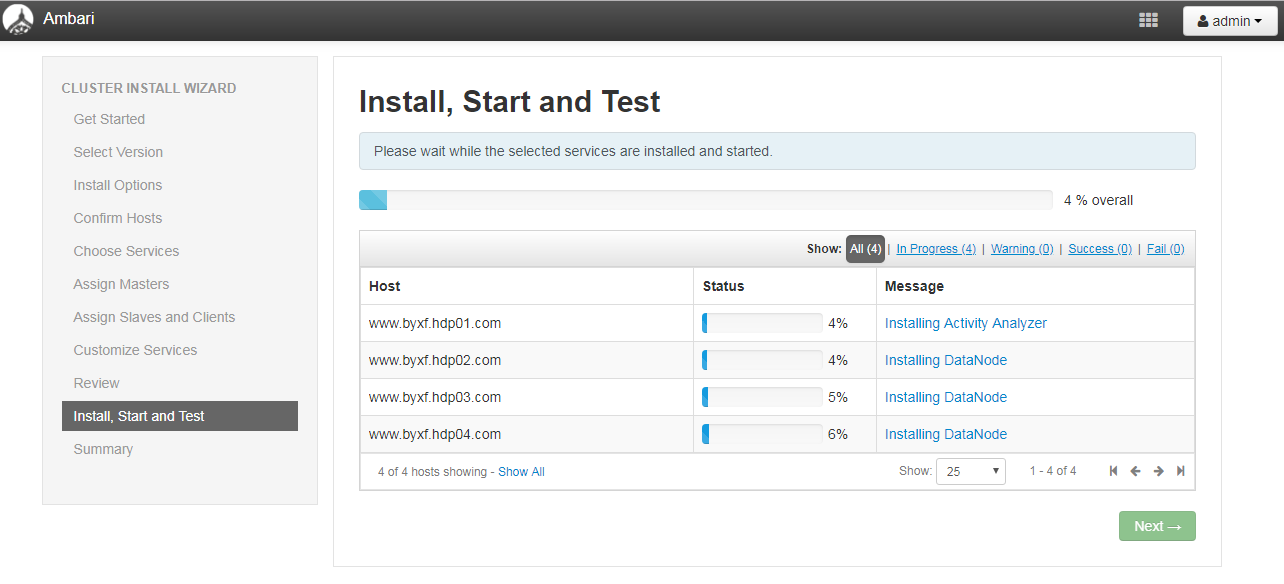 Ambari
admin
CLUSTER INSTALL WIZARD
Get Started
Select Version
Install Options
Confirm Hosts
Choose Services
Assign Masters
Assign Slaves and Clients
Customize Services
Review
Install, Start and Test
Summary
Install, Start and Test
Please wait while the selected services are installed and started.
4 % overall
Show: All (4) | In Progress (4) | Warning (0) | Success (0) | Fail (0)
Host Status Message
www.byxf.hdp01.com 4% Installing Activity Analyzer
www.byxf.hdp02.com 4% Installing DataNode
www.byxf.hdp03.com 5% Installing DataNode
www.byxf.hdp04.com 6% Installing DataNode
4 of 4 hosts showing - Show All Show: 25 1 - 4 of 4
Next →